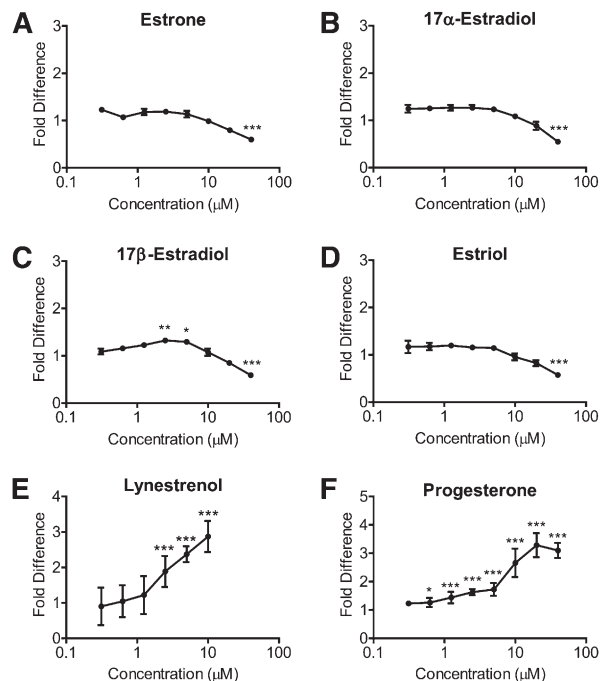 A
Estrone
3
2
1
0
Fold Difference
***
0.1 1 10 100
Concentration (μM)
B
17α-Estradiol
3
2
1
0
Fold Difference
***
0.1 1 10 100
Concentration (μM)
C
17β-Estradiol
3
2
1
0
Fold Difference
** * ***
0.1 1 10 100
Concentration (μM)
D
Estriol
3
2
1
0
Fold Difference
***
0.1 1 10 100
Concentration (μM)
E
Lynestrenol
4
3
2
1
0
Fold Difference
*** *** ***
0.1 1 10 100
Concentration (μM)
F
Progesterone
5
4
3
2
1
0
Fold Difference
* *** *** *** *** *** ***
0.1 1 10 100
Concentration (μM)